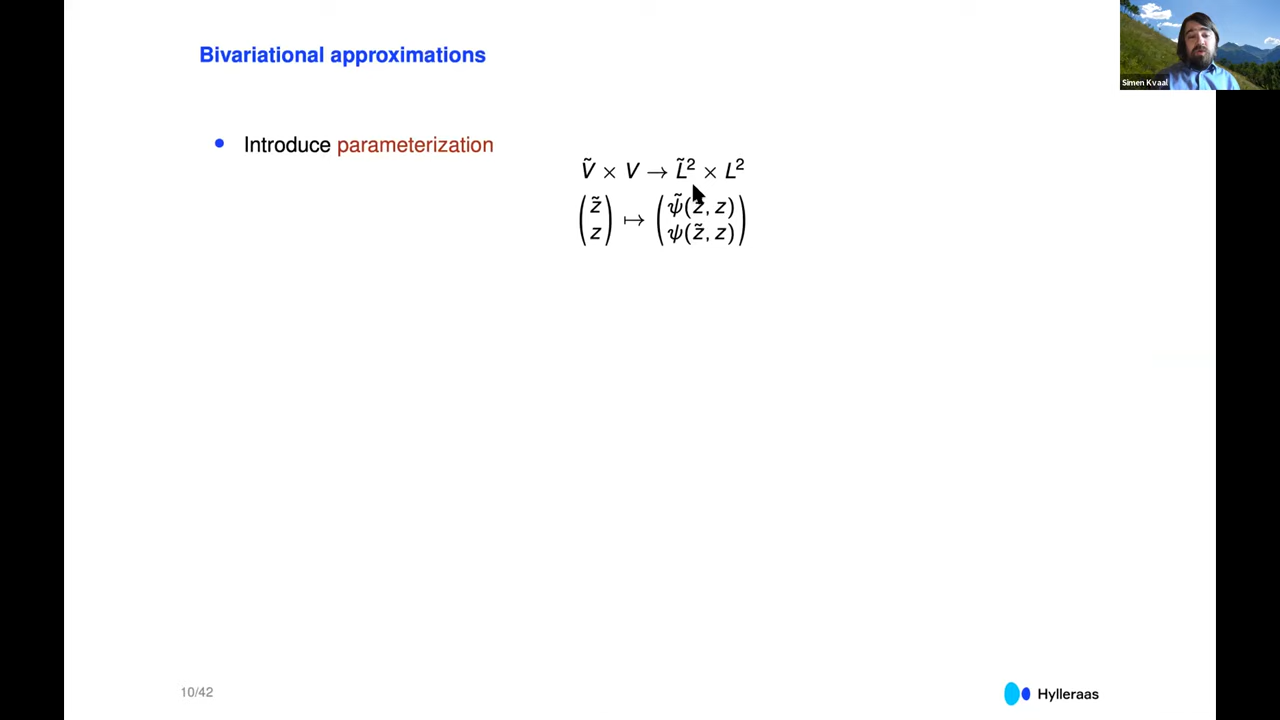 Bivariational approximations
Simen Kvaal
• Introduce parameterization
Ṽ × V → L̃² × L²
(z̃ z) ↦ (ψ̃(z̃, z) ψ(z̃, z))
10/42
Hylleraas